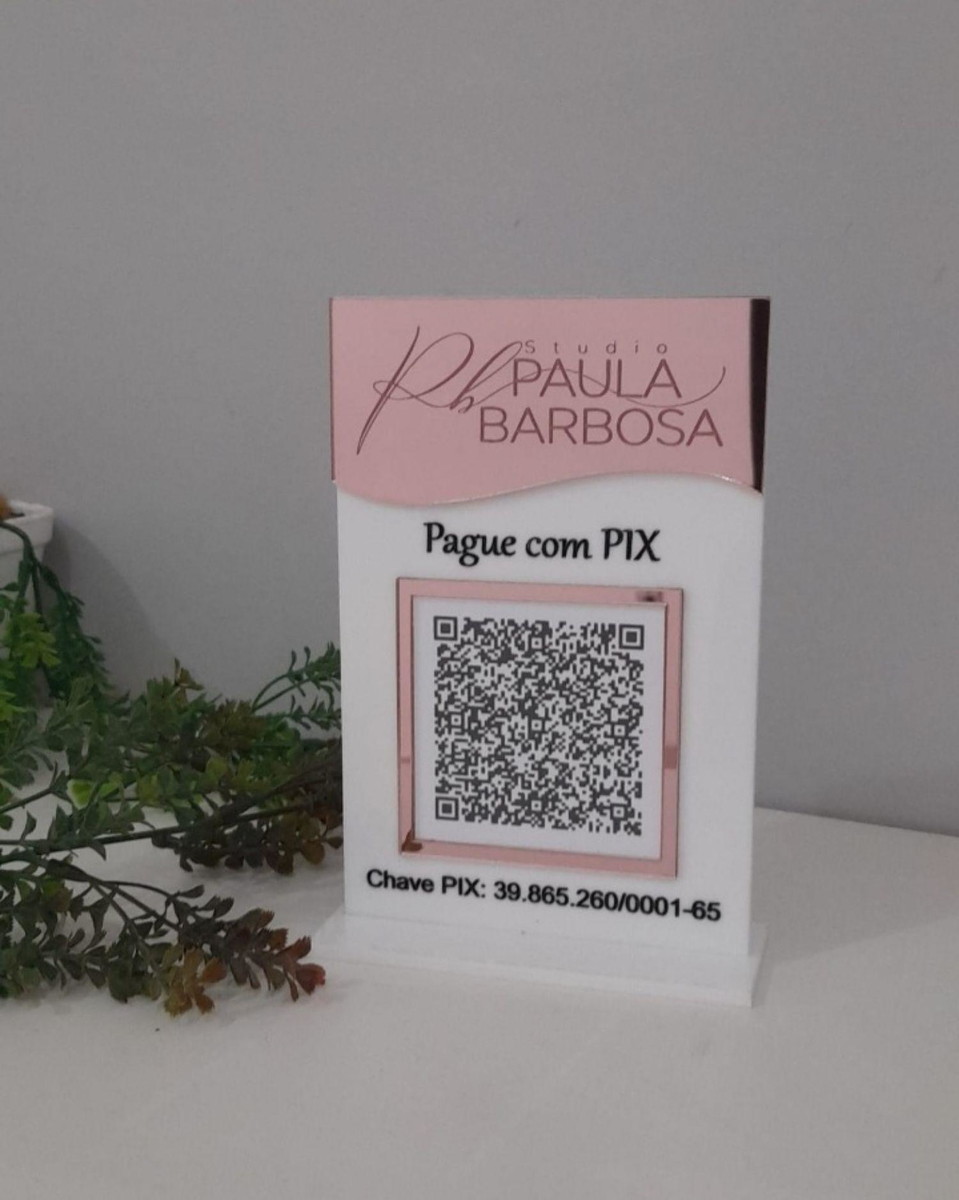 Pb
Studio
PAULA
BARBOSA
Pague com PIX
Chave PIX: 39.865.260/0001-65